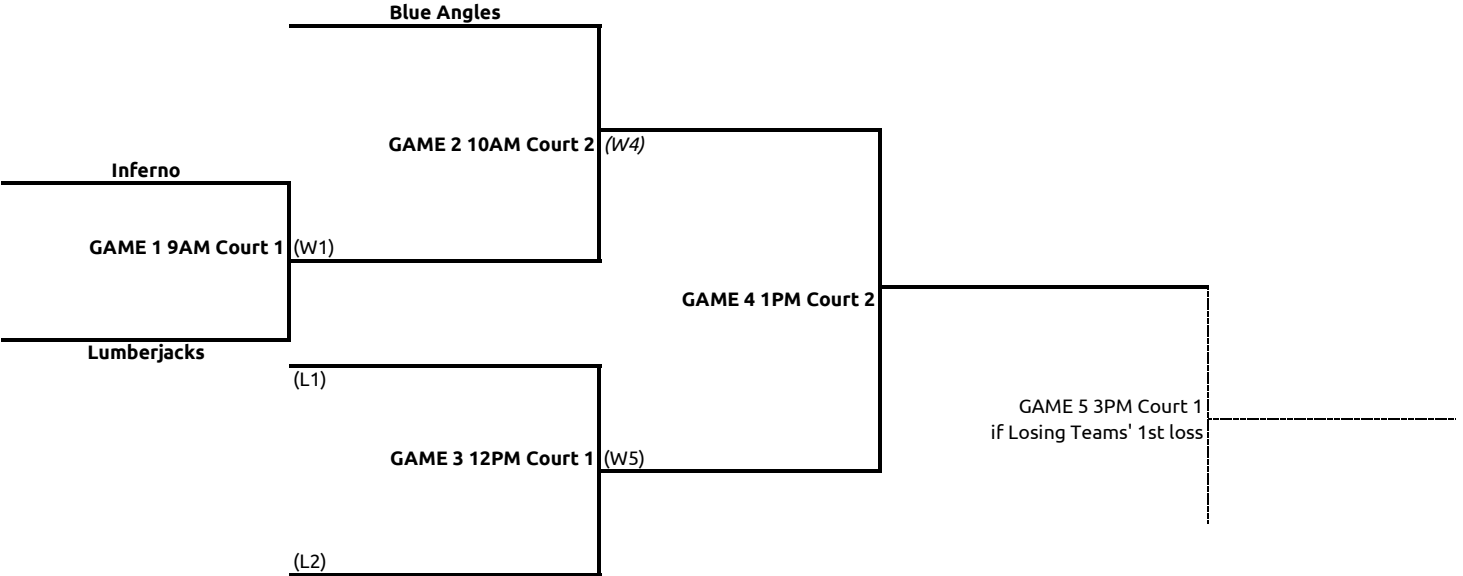 Blue Angles
GAME 2 10AM Court 2
(W4)
Inferno
GAME 1 9AM Court 1
(W1)
GAME 4 1PM Court 2
Lumberjacks
(L1)
GAME 5 3PM Court 1
if Losing Teams' 1st loss
GAME 3 12PM Court 1
(W5)
(L2)